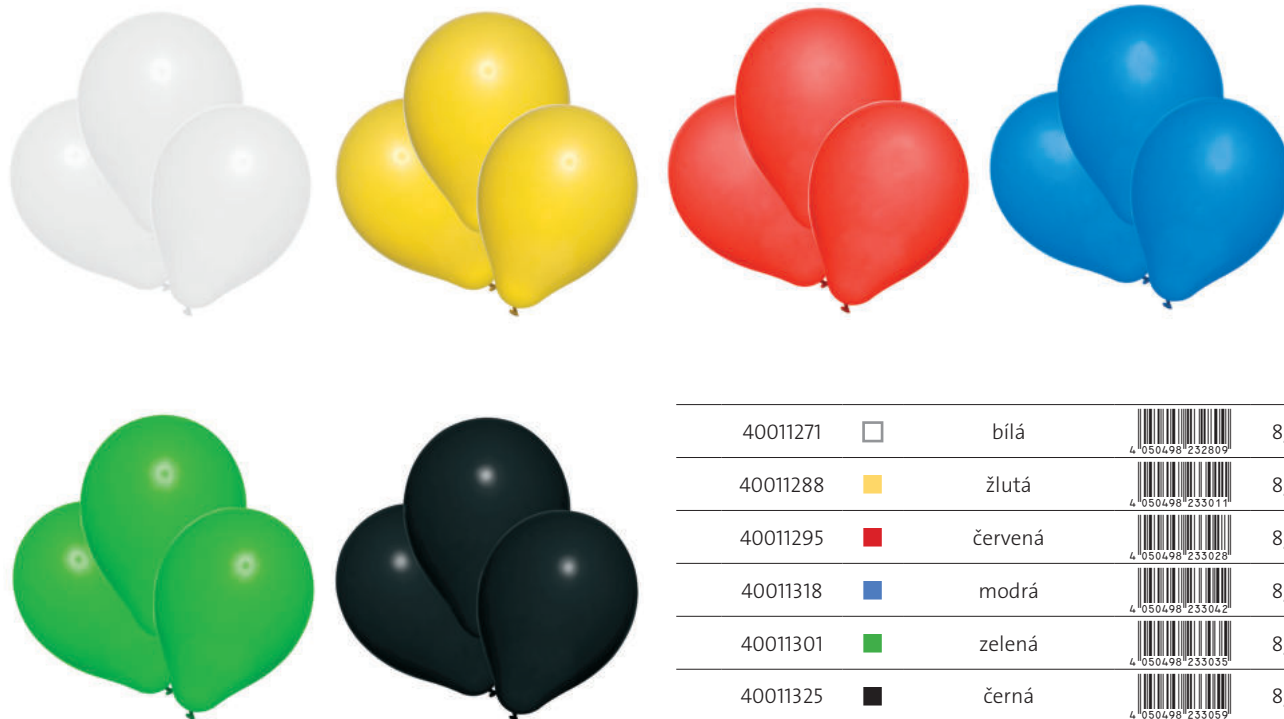 40011271 bílá 4 050498 232809 8
40011288 žlutá 4 050498 233011 8
40011295 červená 4 050498 233028 8
40011318 modrá 4 050498 233042 8
40011301 zelená 4 050498 233035 8
40011325 černá 4 050498 233059 8